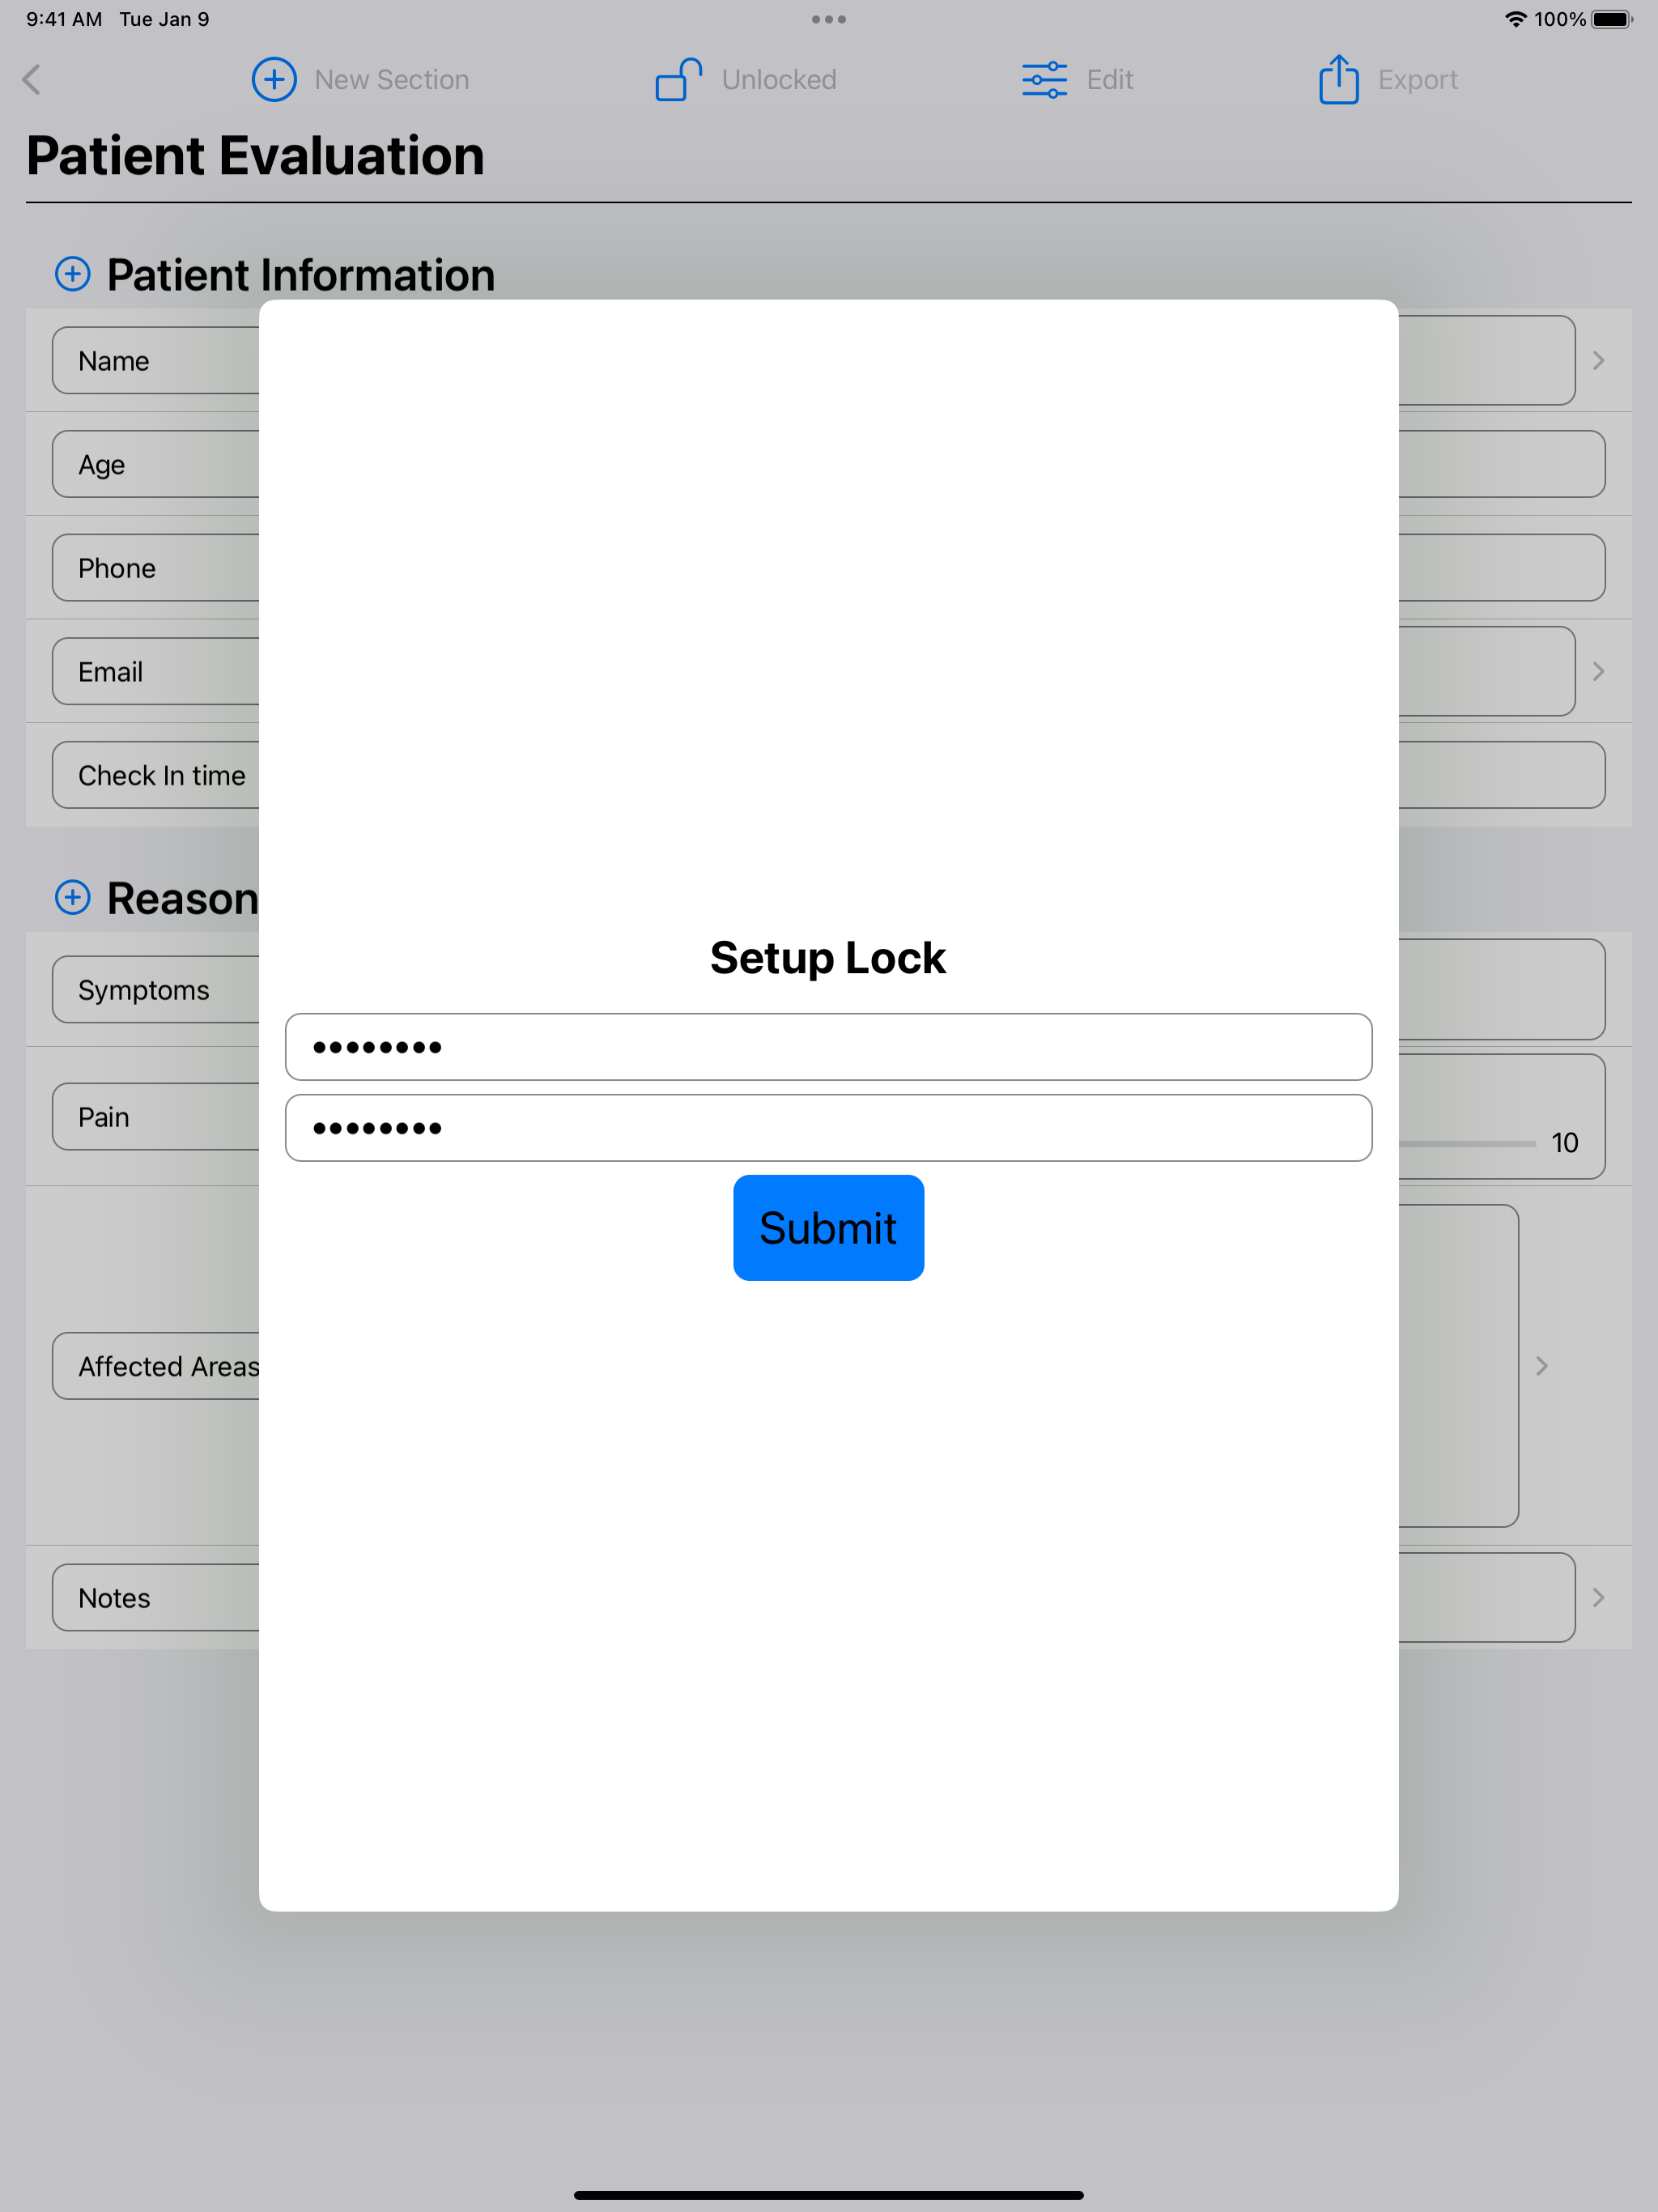 9:41 AM Tue Jan 9
100%
New Section
Unlocked
Edit
Export
Patient Evaluation
Patient Information
Name
Age
Phone
Email
Check In time
Reason
Symptoms
Pain
10
Affected Areas
Notes
Setup Lock
••••••••
••••••••
Submit